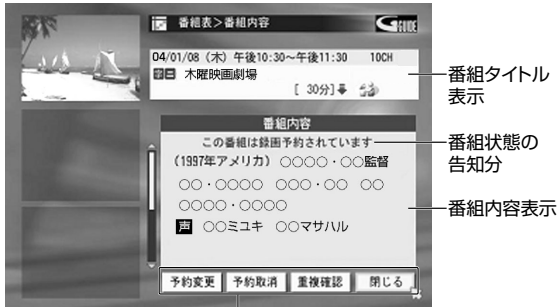 番組表>番組内容
GGUIDE
04/01/08（木）午後10:30~午後11:30 10CH
字二 木曜映画劇場
[ 30分]
番組タイトル
表示
番組内容
この番組は録画予約されています
番組状態の
告知分
(1997年アメリカ) ○○○○・○○監督
○○・○○○○ ○○○・○○ ○○
○○○○・○○○○
番組内容表示
声 ○○ミユキ ○○マサハル
予約変更 予約取消 重複確認 閉じる